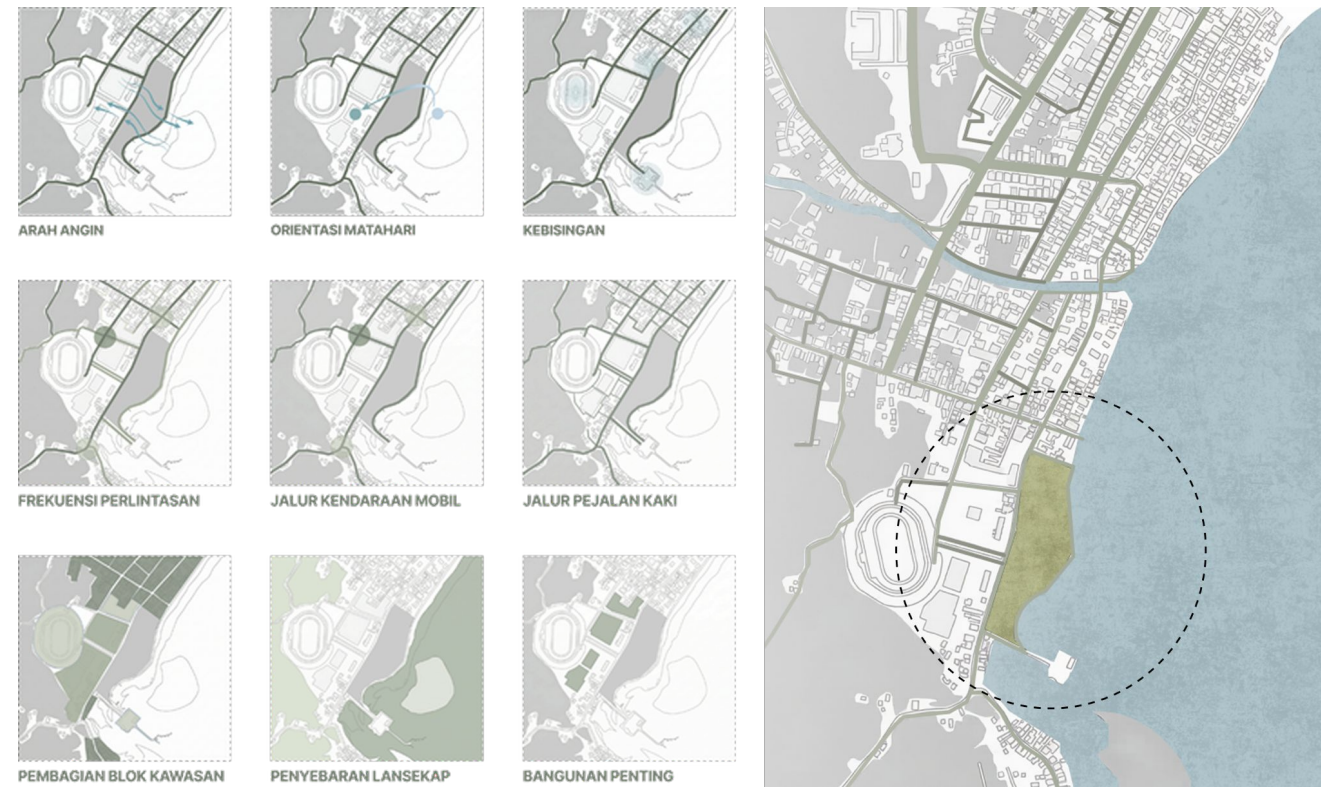 ARAH ANGIN
ORIENTASI MATAHARI
KEBISINGAN
FREKUENSI PERLINTASAN
JALUR KENDARAAN MOBIL
JALUR PEJALAN KAKI
PEMBAGIAN BLOK KAWASAN
PENYEBARAN LANSEKAP
BANGUNAN PENTING